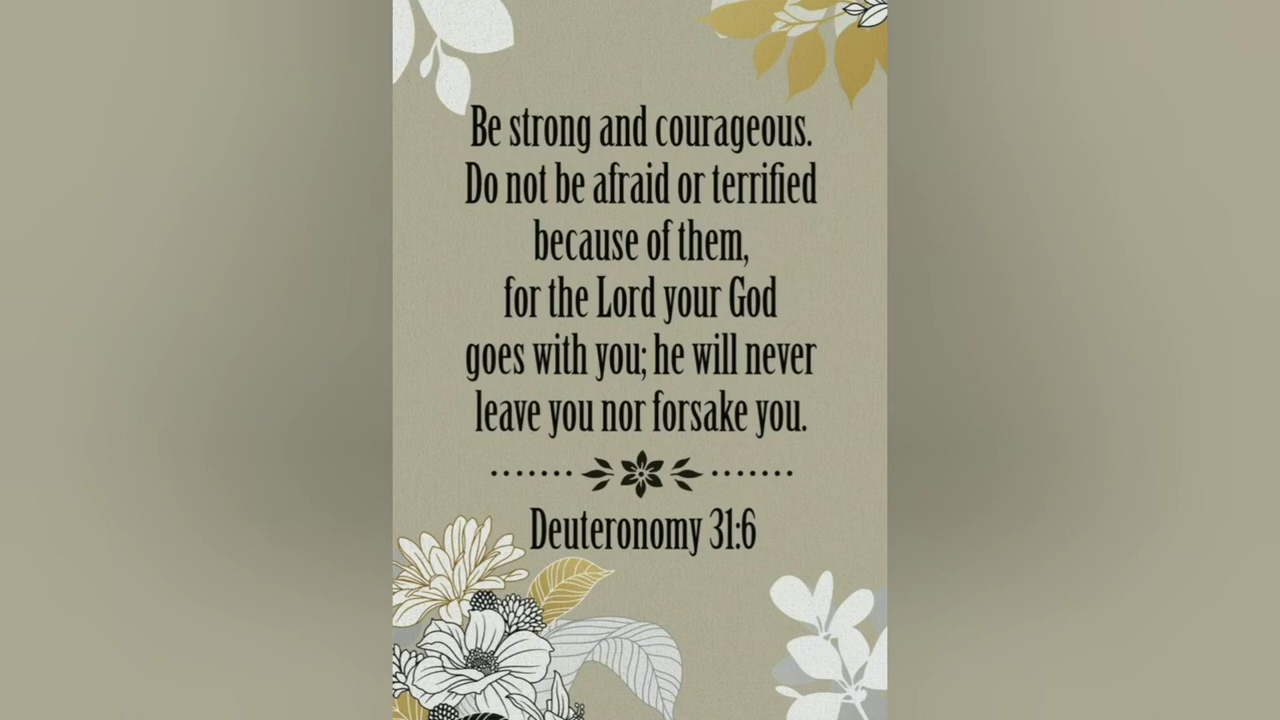 Be strong and courageous.
Do not be afraid or terrified
because of them,
for the Lord your God
goes with you; he will never
leave you nor forsake you.
Deuteronomy 31:6